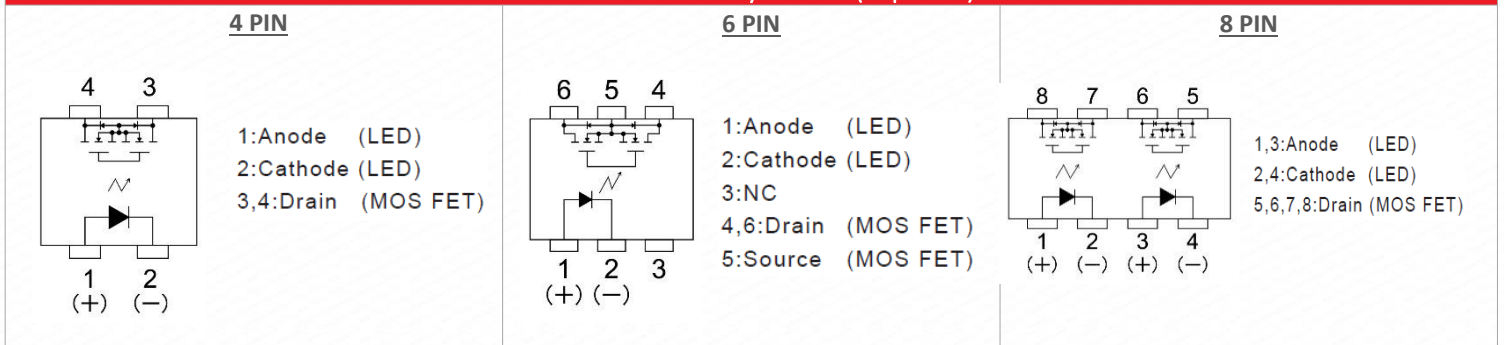 4 PIN
4 3
1:Anode (LED)
2:Cathode (LED)
3,4:Drain (MOS FET)
1 2
(+) (−)
6 PIN
6 5 4
1:Anode (LED)
2:Cathode (LED)
3:NC
4,6:Drain (MOS FET)
5:Source (MOS FET)
1 2 3
(+) (−)
8 PIN
8 7 6 5
1,3:Anode (LED)
2,4:Cathode (LED)
5,6,7,8:Drain (MOS FET)
1 2 3 4
(+) (−) (+) (−)